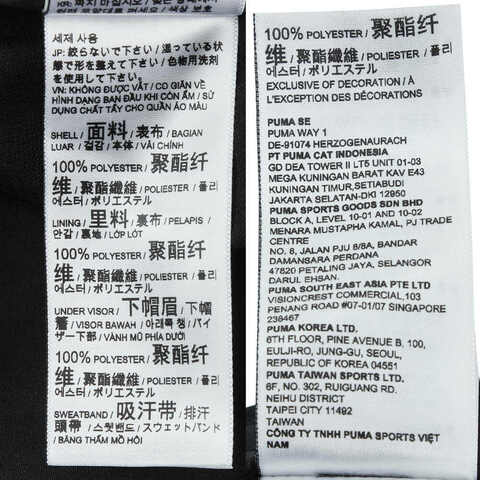 세제 사용
JP: 絞らないで下さい / 湿っている状
態で形を整えて下さい / 色物用洗剤
を使用して下さい
VN: KHÔNG ĐƯỢC VẮT / CD GIÃN VỀ
HÌNH DẠNG BAN ĐẦU KHI CÒN ẨM / SỬ
DỤNG CHẤT TẨY CHO QUẦN ÁO MÀU
SHELL / 面料 / 表布 / BAGIAN
LUAR / 겉감 / 本体 / VẢI CHÍNH
100% POLYESTER / 聚酯纤
维 / 聚酯纖維 / POLIESTER / 폴리
에스터 / ポリエステル
LINING / 里料 / 裏布 / PELAPIS /
안감 / 裏地 / LỚP LÓT
100% POLYESTER / 聚酯纤
维 / 聚酯纖維 / POLIESTER / 폴리
에스터 / ポリエステル
UNDER VISOR / 下帽眉 / 下帽
簷 / VISOR BAWAH / 아래쪽 챙 / バイ
ザー下部 / VÀNH MŨ PHÍA DƯỚI
100% POLYESTER / 聚酯纤
维 / 聚酯纖維 / POLIESTER / 폴리
에스터 / ポリエステル
SWEATBAND / 吸汗带 / 排汗
頭帶 / 스웻밴드 / スウェットバンド
/ BĂNG THẤM MỒ HÔI
100% POLYESTER / 聚酯纤
维 / 聚酯纖維 / POLIESTER / 폴리
에스터 / ポリエステル
EXCLUSIVE OF DECORATION / À
L'EXCEPTION DES DÉCORATIONS
PUMA SE
PUMA WAY 1
DE-91074 HERZOGENAURACH
PT PUMA CAT INDONESIA
GD DEA TOWER II LT5 UNIT 01-03
MEGA KUNINGAN BARAT KAV E43
KUNINGAN TIMUR,SETIABUDI
JAKARTA SELATAN-DKI 12950
PUMA SPORTS GOODS SDN BHD
BLOCK A, LEVEL 10-01 AND 10-02
MENARA MUSTAPHA KAMAL, PJ TRADE
CENTRE
NO. 8, JALAN PJU 8/8A, BANDAR
DAMANSARA PERDANA
47820 PETALING JAYA, SELANGOR
DARUL EHSAN.
PUMA SOUTH EAST ASIA PTE LTD
VISIONCREST COMMERCIAL,103
PENANG ROAD #07-01/07 SINGAPORE
238467
PUMA KOREA LTD.
6TH FLOOR, PINE AVENUE B, 100,
EULJI-RO, JUNG-GU, SEOUL,
REPUBLIC OF KOREA 04551
PUMA TAIWAN SPORTS LTD.
6F, NO. 302, RUIGUANG RD.
NEIHU DISTRICT
TAIPEI CITY 11492
TAIWAN
CÔNG TY TNHH PUMA SPORTS VIỆT
NAM